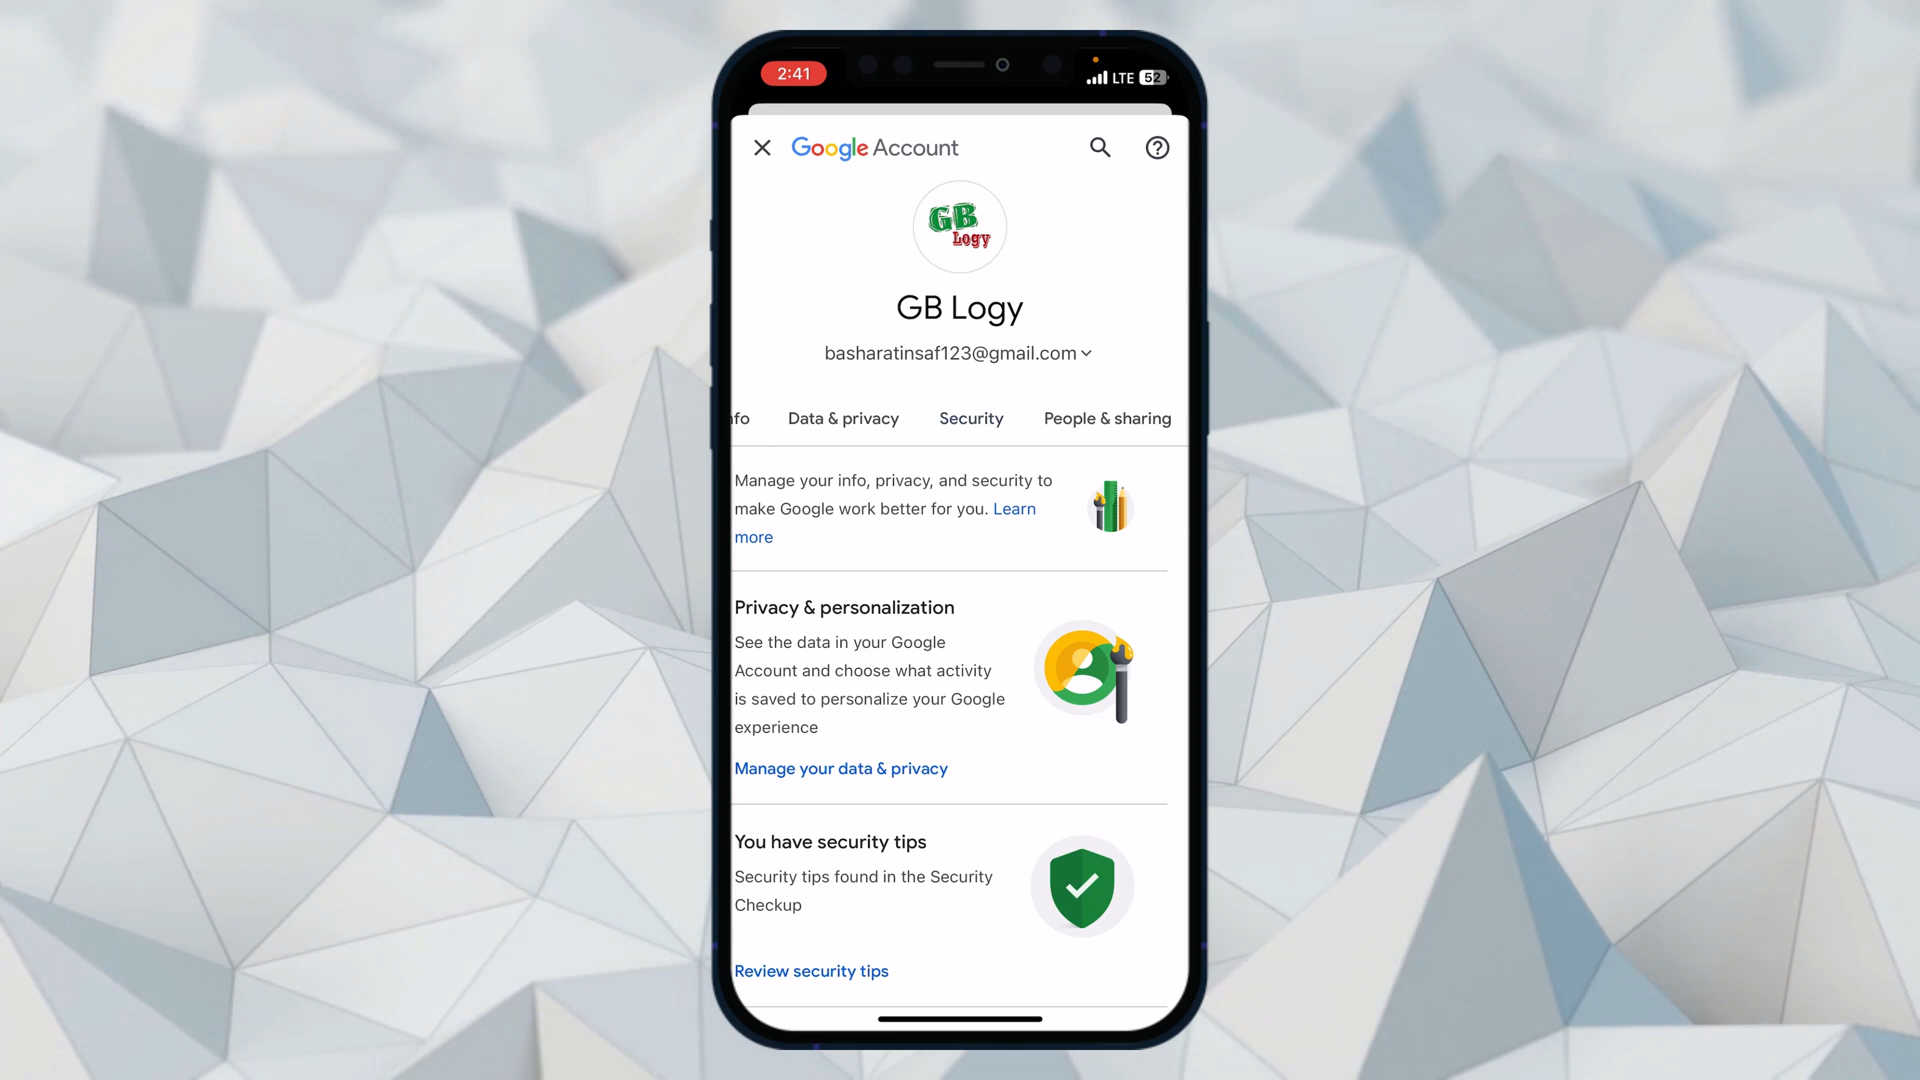 2:41
LTE 52
Google Account
GB
Logy
GB Logy
basharatinsaf123@gmail.com
nfo Data & privacy Security People & sharing
Manage your info, privacy, and security to
make Google work better for you. Learn
more
Privacy & personalization
See the data in your Google
Account and choose what activity
is saved to personalize your Google
experience
Manage your data & privacy
You have security tips
Security tips found in the Security
Checkup
Review security tips